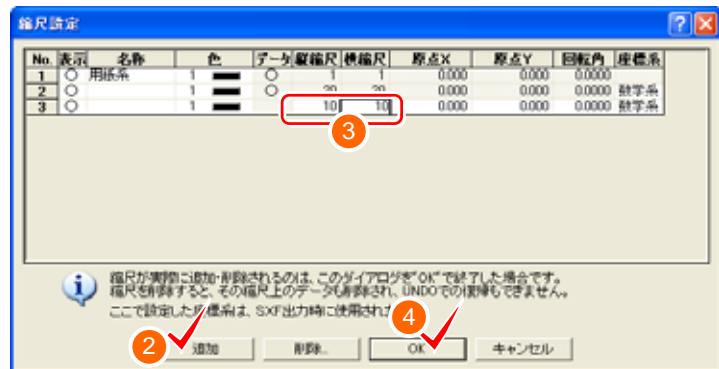 縮尺設定
No. 表示 名称 色 データ 縦縮尺 横縮尺 原点X 原点Y 回転角 座標系
1 ○ 用紙系 1 ○ 1 1 0.000 0.000 0.0000
2 ○ 1 ○ 20 20 0.000 0.000 0.0000 数学系
3 ○ 1 10 10 0.000 0.000 0.0000 数学系
3
縮尺が実際に追加・削除されるのは、このダイアログを"OK"で終了した場合です。
縮尺を削除すると、その縮尺上のデータも削除され、UNDOでの復帰もできません。
ここで設定した座標系は、SXF出力時に使用され
4
2 追加 削除... OK キャンセル